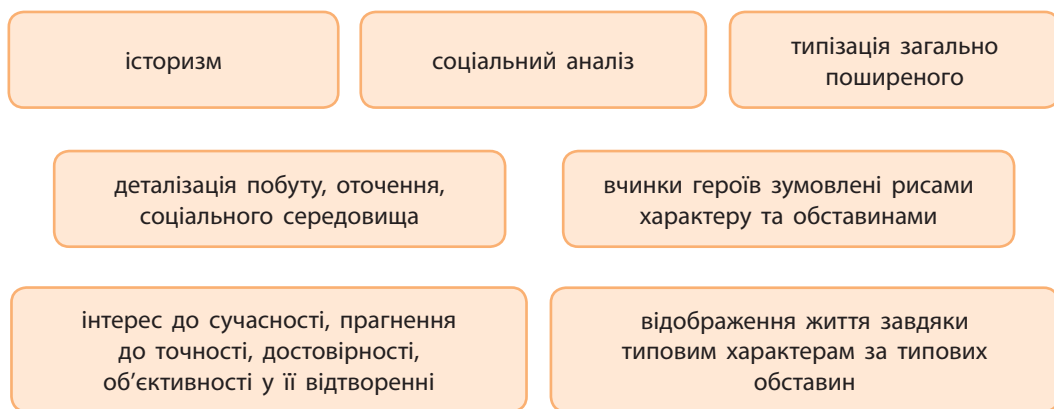 історизм
соціальний аналіз
типізація загально
поширеного
деталізація побуту, оточення,
соціального середовища
вчинки героїв зумовлені рисами
характеру та обставинами
інтерес до сучасності, прагнення
до точності, достовірності,
об’єктивності у її відтворенні
відображення життя завдяки
типовим характерам за типових
обставин